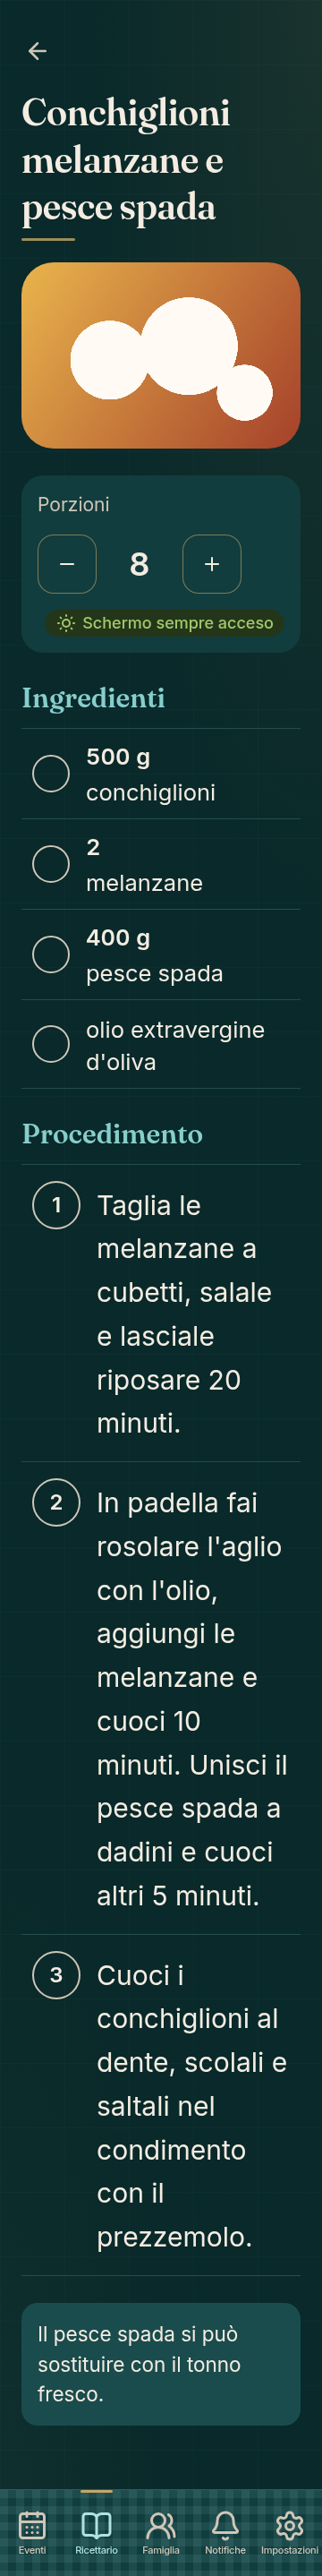 Conchiglioni
melanzane e
pesce spada
Porzioni
8
Schermo sempre acceso
Ingredienti
500 g
conchiglioni
2
melanzane
400 g
pesce spada
olio extravergine
d'oliva
Procedimento
1
Taglia le
melanzane a
cubetti, salale
e lasciale
riposare 20
minuti.
2
In padella fai
rosolare l'aglio
con l'olio,
aggiungi le
melanzane e
cuoci 10
minuti. Unisci il
pesce spada a
dadini e cuoci
altri 5 minuti.
3
Cuoci i
conchiglioni al
dente, scolali e
saltali nel
condimento
con il
prezzemolo.
Il pesce spada si può
sostituire con il tonno
fresco.
Eventi
Ricettario
Famiglia
Notifiche
Impostazioni